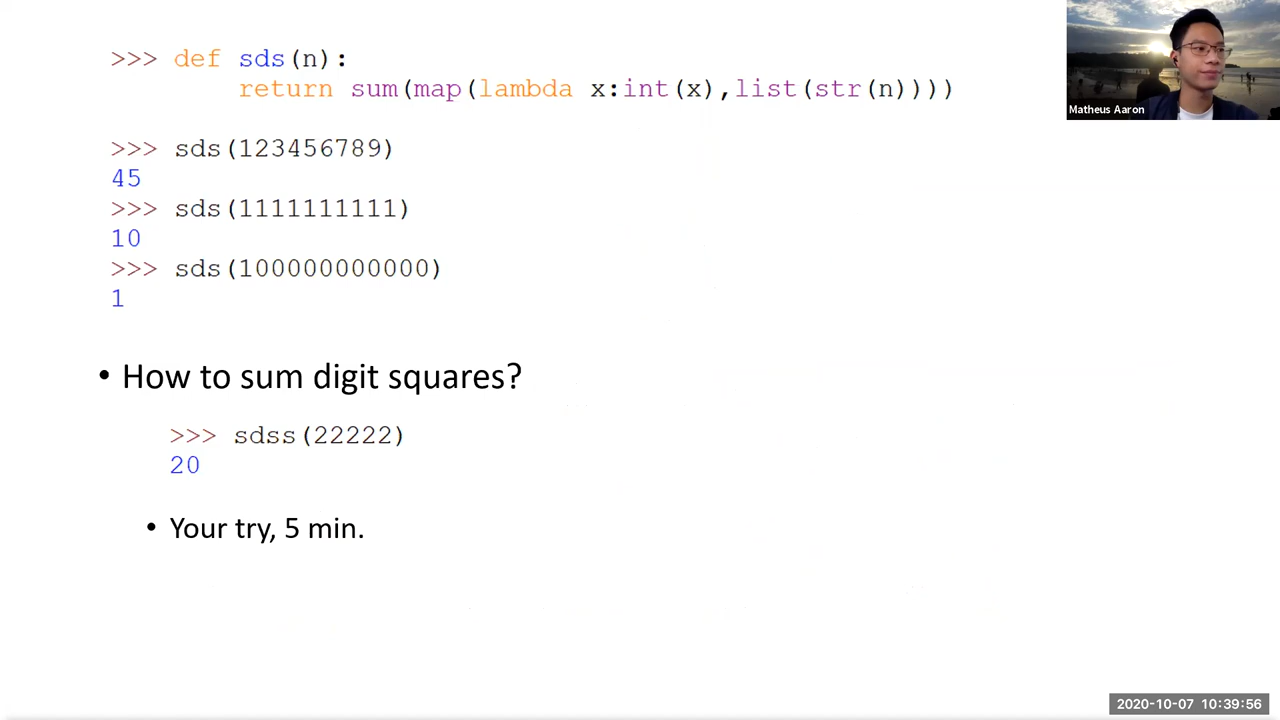 >>> def sds(n):
        return sum(map(lambda x:int(x),list(str(n))))
>>> sds(123456789)
45
>>> sds(1111111111)
10
>>> sds(100000000000)
1
• How to sum digit squares?
>>> sdss(22222)
20
• Your try, 5 min.
Matheus Aaron
2020-10-07 10:39:56